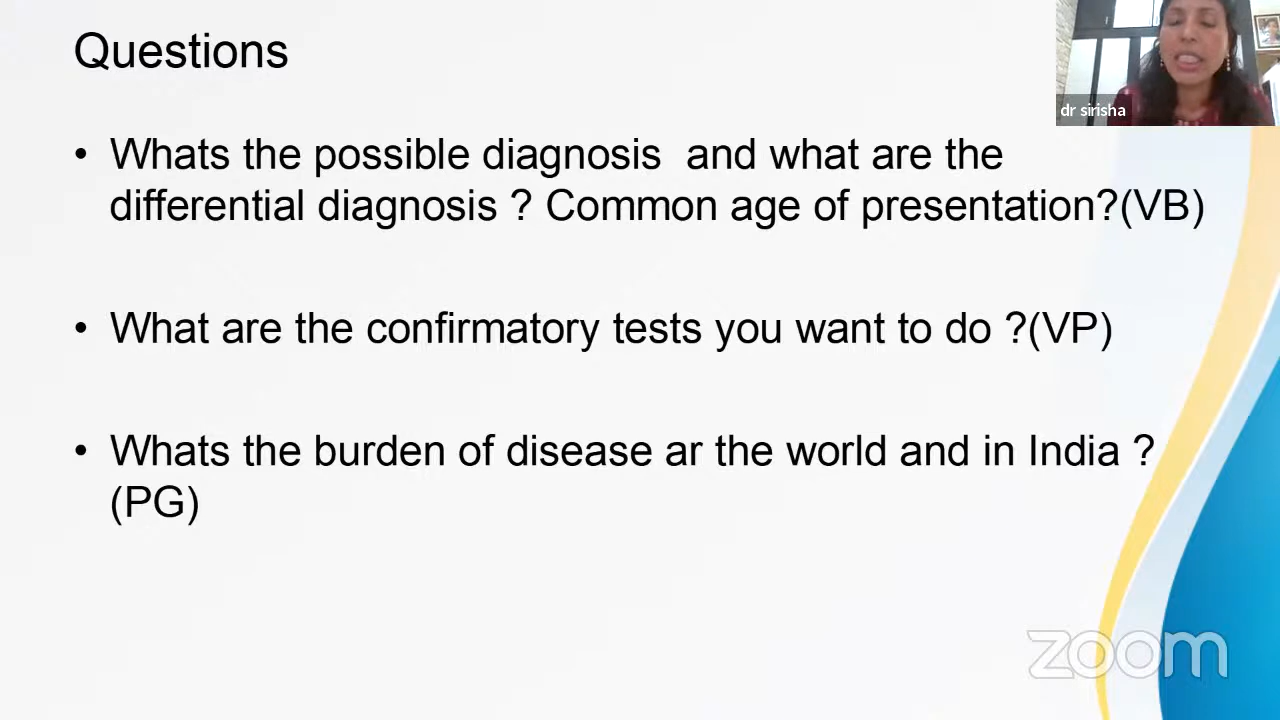 Questions
dr sirisha
• Whats the possible diagnosis and what are the
differential diagnosis ? Common age of presentation?(VB)
• What are the confirmatory tests you want to do ?(VP)
• Whats the burden of disease ar the world and in India ?
(PG)
zoom